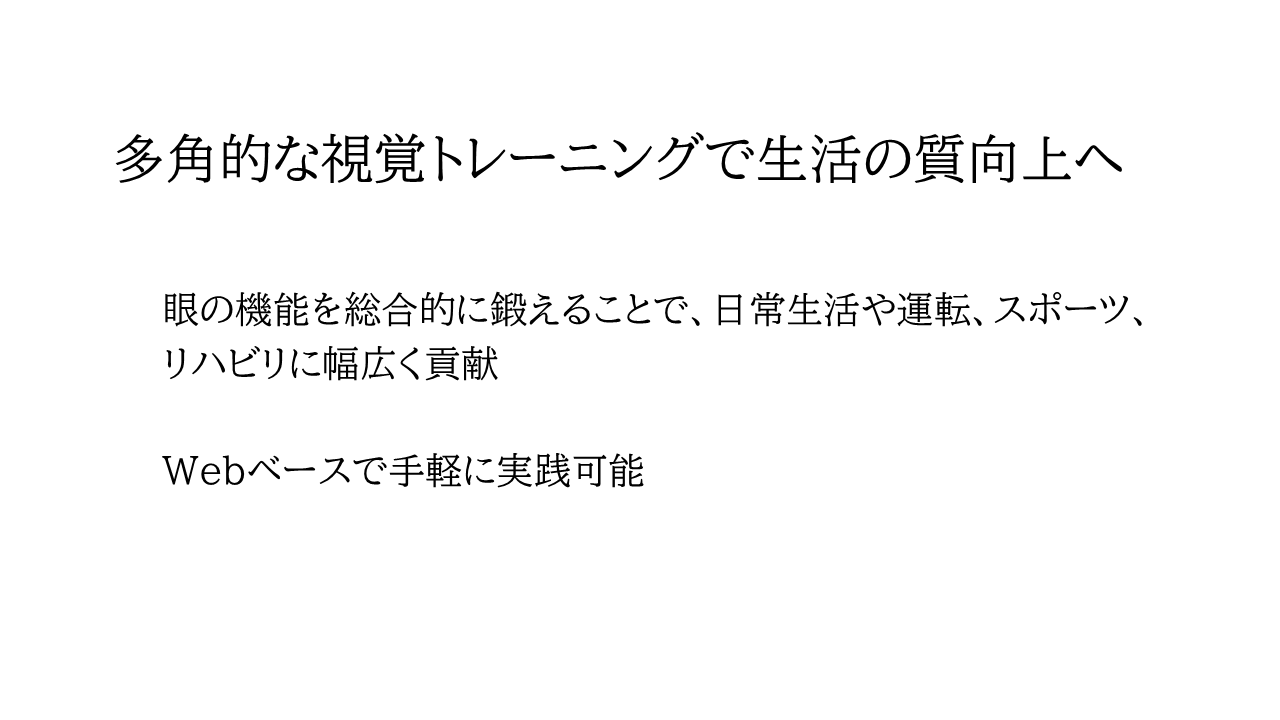 多角的な視覚トレーニングで生活の質向上へ
眼の機能を総合的に鍛えることで、日常生活や運転、スポーツ、
リハビリに幅広く貢献
Webベースで手軽に実践可能